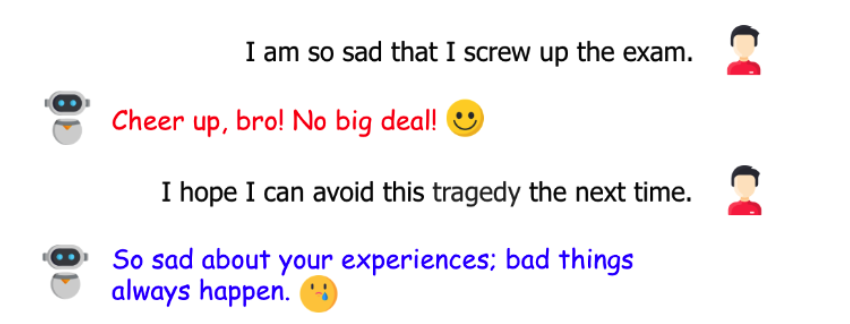 I am so sad that I screw up the exam.
Cheer up, bro! No big deal! 🙂
I hope I can avoid this tragedy the next time.
So sad about your experiences; bad things
always happen. 😢